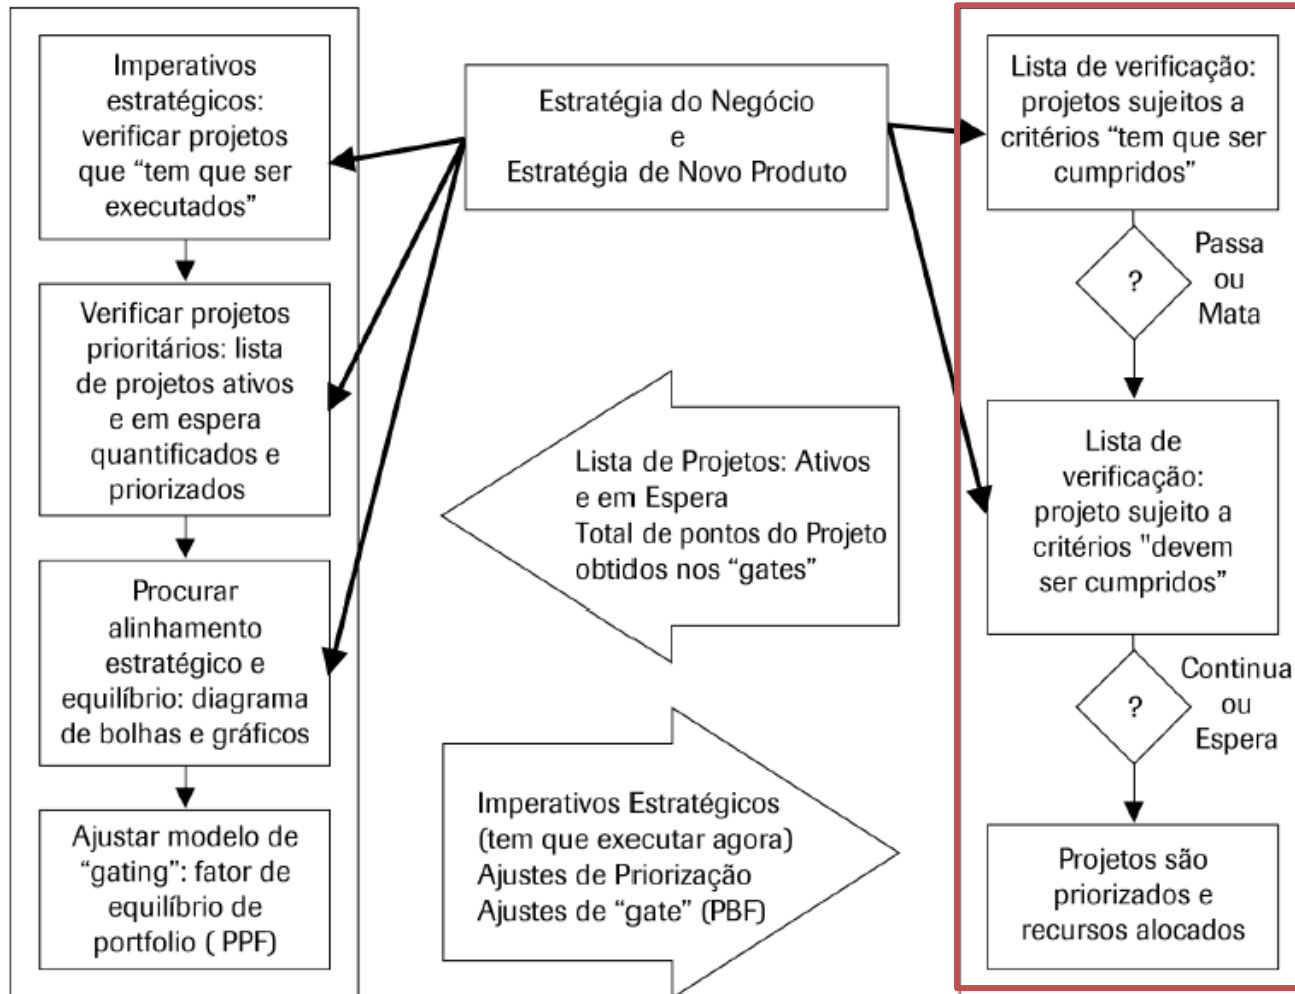 Imperativos
estratégicos:
verificar projetos
que “tem que ser
executados”
Verificar projetos
prioritários: lista
de projetos ativos
e em espera
quantificados e
priorizados
Procurar
alinhamento
estratégico e
equilíbrio: diagrama
de bolhas e gráficos
Ajustar modelo de
“gating”: fator de
equilíbrio de
portfolio ( PPF)
Estratégia do Negócio
e
Estratégia de Novo Produto
Lista de Projetos: Ativos
e em Espera
Total de pontos do Projeto
obtidos nos “gates”
Imperativos Estratégicos
(tem que executar agora)
Ajustes de Priorização
Ajustes de “gate” (PBF)
Lista de verificação:
projetos sujeitos a
critérios “tem que ser
cumpridos”
?
Passa
ou
Mata
Lista de
verificação:
projeto sujeito a
critérios "devem
ser cumpridos”
?
Continua
ou
Espera
Projetos são
priorizados e
recursos alocados